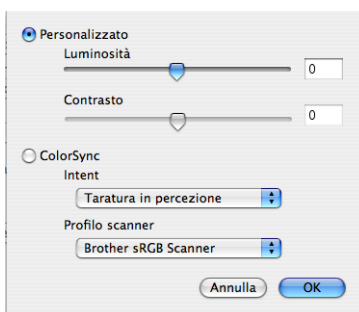 Personalizzato
Luminosità
0
Contrasto
0
ColorSync
Intent
Taratura in percezione
Profilo scanner
Brother sRGB Scanner
Annulla OK